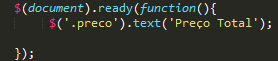 $(document).ready(function(){
$('.preco').text('Preço Total');
});